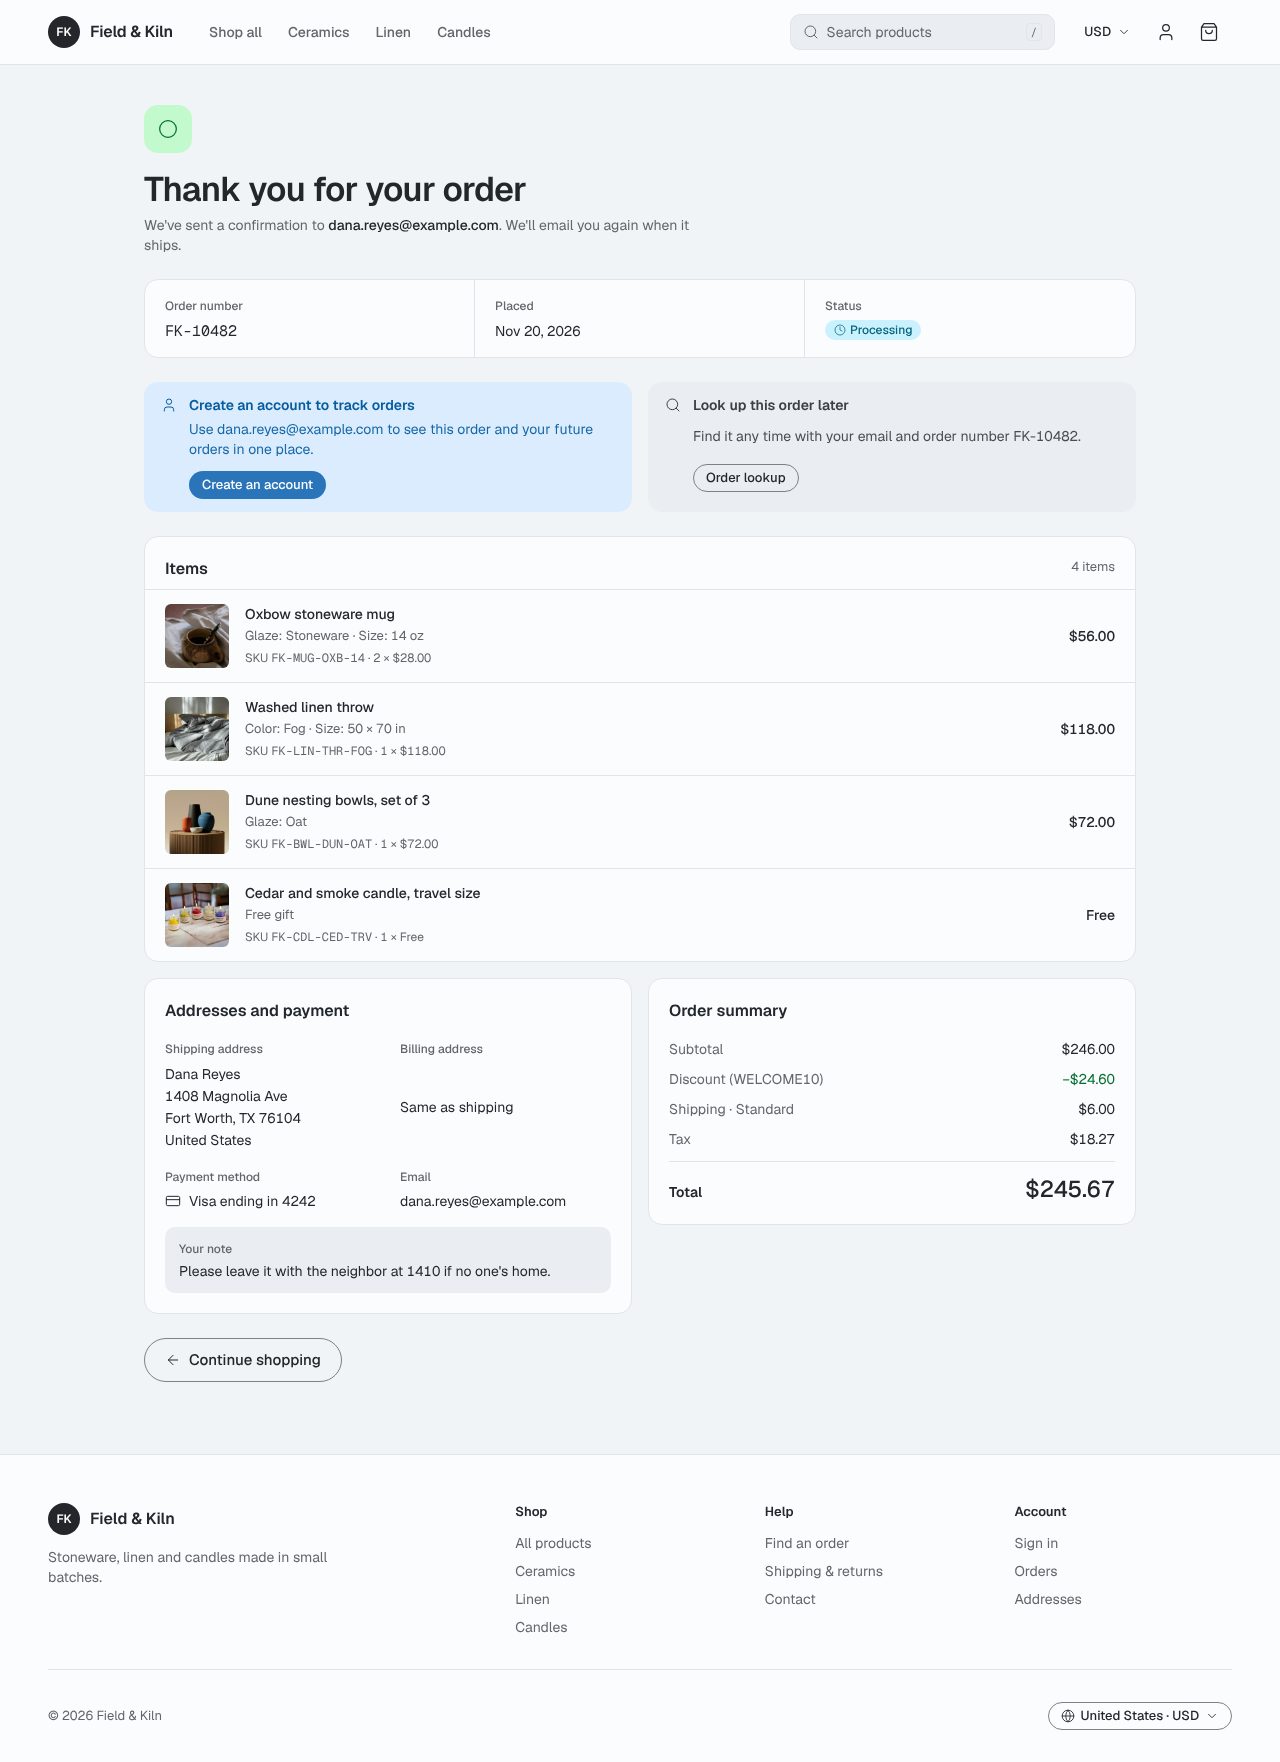 FK Field & Kiln Shop all Ceramics Linen Candles Search products / USD
Thank you for your order
We've sent a confirmation to dana.reyes@example.com. We'll email you again when it
ships.
Order number
FK-10482
Placed
Nov 20, 2026
Status
Processing
Create an account to track orders
Use dana.reyes@example.com to see this order and your future
orders in one place.
Create an account
Look up this order later
Find it any time with your email and order number FK-10482.
Order lookup
Items 4 items
Oxbow stoneware mug
Glaze: Stoneware · Size: 14 oz
SKU FK-MUG-OXB-14 · 2 × $28.00
$56.00
Washed linen throw
Color: Fog · Size: 50 × 70 in
SKU FK-LIN-THR-FOG · 1 × $118.00
$118.00
Dune nesting bowls, set of 3
Glaze: Oat
SKU FK-BWL-DUN-OAT · 1 × $72.00
$72.00
Cedar and smoke candle, travel size
Free gift
SKU FK-CDL-CED-TRV · 1 × Free
Free
Addresses and payment
Shipping address
Dana Reyes
1408 Magnolia Ave
Fort Worth, TX 76104
United States
Billing address
Same as shipping
Payment method
Visa ending in 4242
Email
dana.reyes@example.com
Your note
Please leave it with the neighbor at 1410 if no one's home.
Order summary
Subtotal $246.00
Discount (WELCOME10) −$24.60
Shipping · Standard $6.00
Tax $18.27
Total $245.67
Continue shopping
FK Field & Kiln
Stoneware, linen and candles made in small
batches.
Shop
All products
Ceramics
Linen
Candles
Help
Find an order
Shipping & returns
Contact
Account
Sign in
Orders
Addresses
© 2026 Field & Kiln
United States · USD